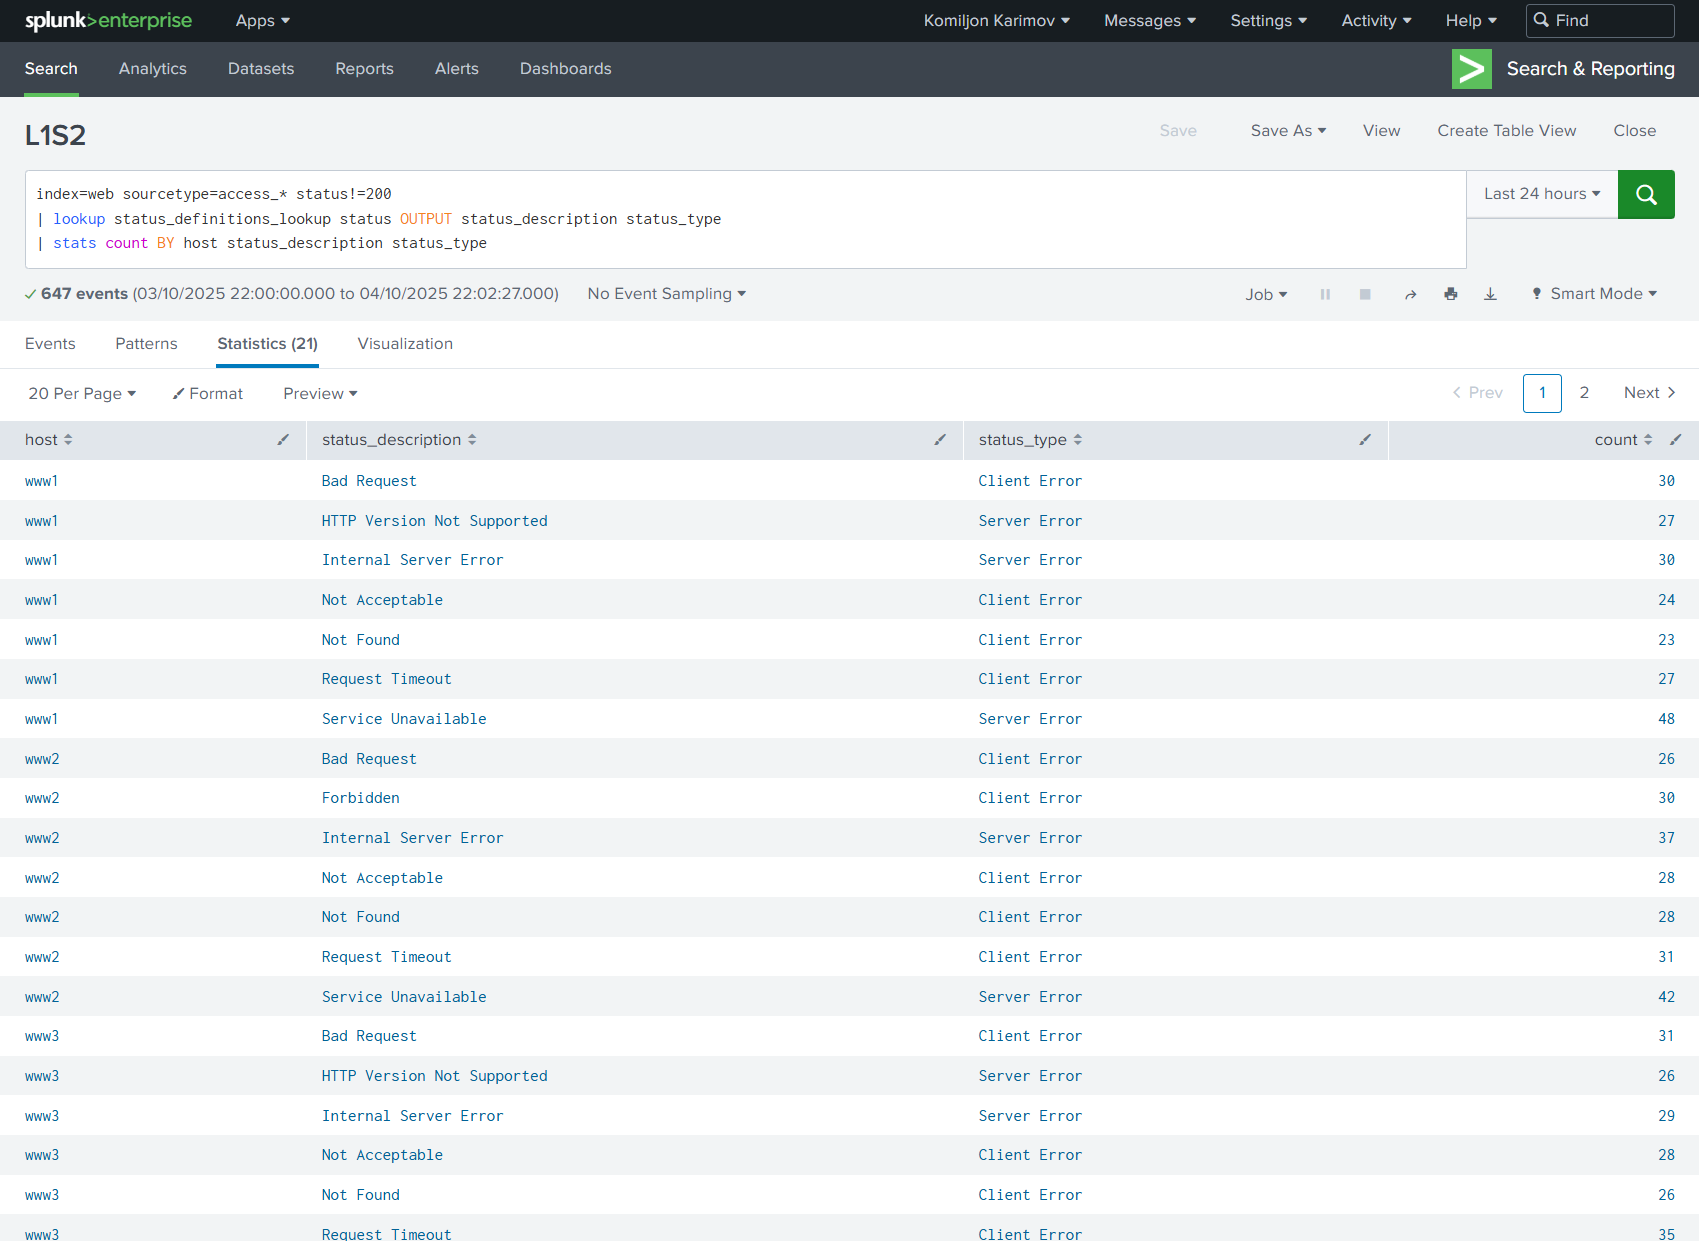 splunk>enterprise Apps Komiljon Karimov Messages Settings Activity Help Find
Search Analytics Datasets Reports Alerts Dashboards Search & Reporting
L1S2 Save Save As View Create Table View Close
index=web sourcetype=access_* status!=200 Last 24 hours
| lookup status_definitions_lookup status OUTPUT status_description status_type
| stats count BY host status_description status_type
647 events (03/10/2025 22:00:00.000 to 04/10/2025 22:02:27.000) No Event Sampling Job Smart Mode
Events Patterns Statistics (21) Visualization
20 Per Page Format Preview Prev 1 2 Next
host status_description status_type count
www1 Bad Request Client Error 30
www1 HTTP Version Not Supported Server Error 27
www1 Internal Server Error Server Error 30
www1 Not Acceptable Client Error 24
www1 Not Found Client Error 23
www1 Request Timeout Client Error 27
www1 Service Unavailable Server Error 48
www2 Bad Request Client Error 26
www2 Forbidden Client Error 30
www2 Internal Server Error Server Error 37
www2 Not Acceptable Client Error 28
www2 Not Found Client Error 28
www2 Request Timeout Client Error 31
www2 Service Unavailable Server Error 42
www3 Bad Request Client Error 31
www3 HTTP Version Not Supported Server Error 26
www3 Internal Server Error Server Error 29
www3 Not Acceptable Client Error 28
www3 Not Found Client Error 26
www3 Request Timeout Client Error 35